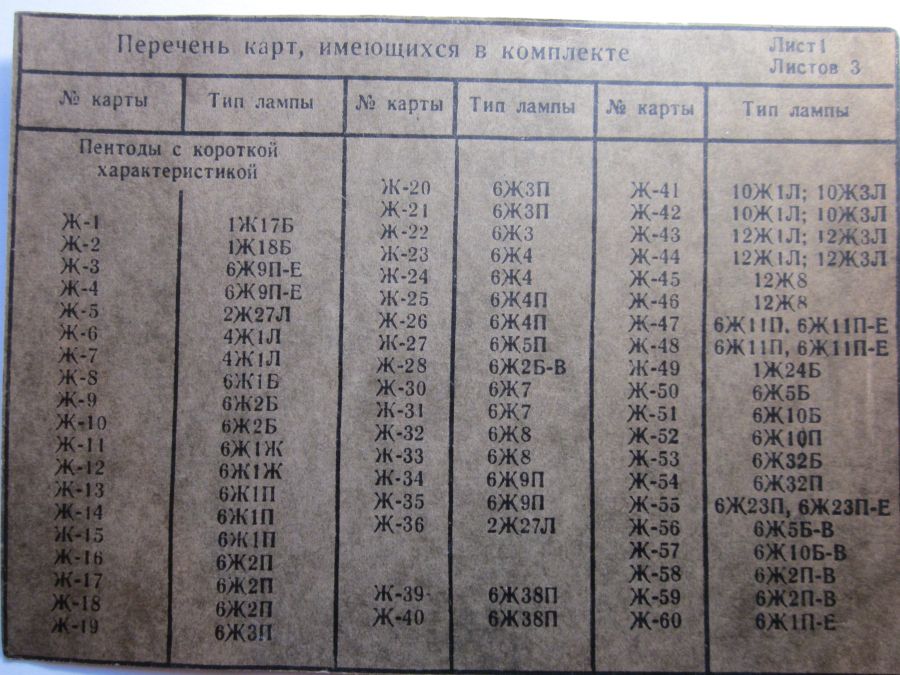 Перечень карт, имеющихся в комплекте
Лист 1
Листов 3
№ карты Тип лампы № карты Тип лампы № карты Тип лампы
Пентоды с короткой
характеристикой
Ж-1 1Ж17Б
Ж-2 1Ж18Б
Ж-3 6Ж9П-Е
Ж-4 6Ж9П-Е
Ж-5 2Ж27Л
Ж-6 4Ж1Л
Ж-7 4Ж1Л
Ж-8 6Ж1Б
Ж-9 6Ж2Б
Ж-10 6Ж2Б
Ж-11 6Ж1Ж
Ж-12 6Ж1Ж
Ж-13 6Ж1П
Ж-14 6Ж1П
Ж-15 6Ж1П
Ж-16 6Ж2П
Ж-17 6Ж2П
Ж-18 6Ж2П
Ж-19 6Ж3П
Ж-20 6Ж3П
Ж-21 6Ж3П
Ж-22 6Ж3
Ж-23 6Ж4
Ж-24 6Ж4
Ж-25 6Ж4П
Ж-26 6Ж4П
Ж-27 6Ж5П
Ж-28 6Ж2Б-В
Ж-30 6Ж7
Ж-31 6Ж7
Ж-32 6Ж8
Ж-33 6Ж8
Ж-34 6Ж9П
Ж-35 6Ж9П
Ж-36 2Ж27Л
Ж-39 6Ж38П
Ж-40 6Ж38П
Ж-41 10Ж1Л; 10Ж3Л
Ж-42 10Ж1Л; 10Ж3Л
Ж-43 12Ж1Л; 12Ж3Л
Ж-44 12Ж1Л; 12Ж3Л
Ж-45 12Ж8
Ж-46 12Ж8
Ж-47 6Ж11П, 6Ж11П-Е
Ж-48 6Ж11П, 6Ж11П-Е
Ж-49 1Ж24Б
Ж-50 6Ж5Б
Ж-51 6Ж10Б
Ж-52 6Ж10П
Ж-53 6Ж32Б
Ж-54 6Ж32П
Ж-55 6Ж23П, 6Ж23П-Е
Ж-56 6Ж5Б-В
Ж-57 6Ж10Б-В
Ж-58 6Ж2П-В
Ж-59 6Ж2П-В
Ж-60 6Ж1П-Е